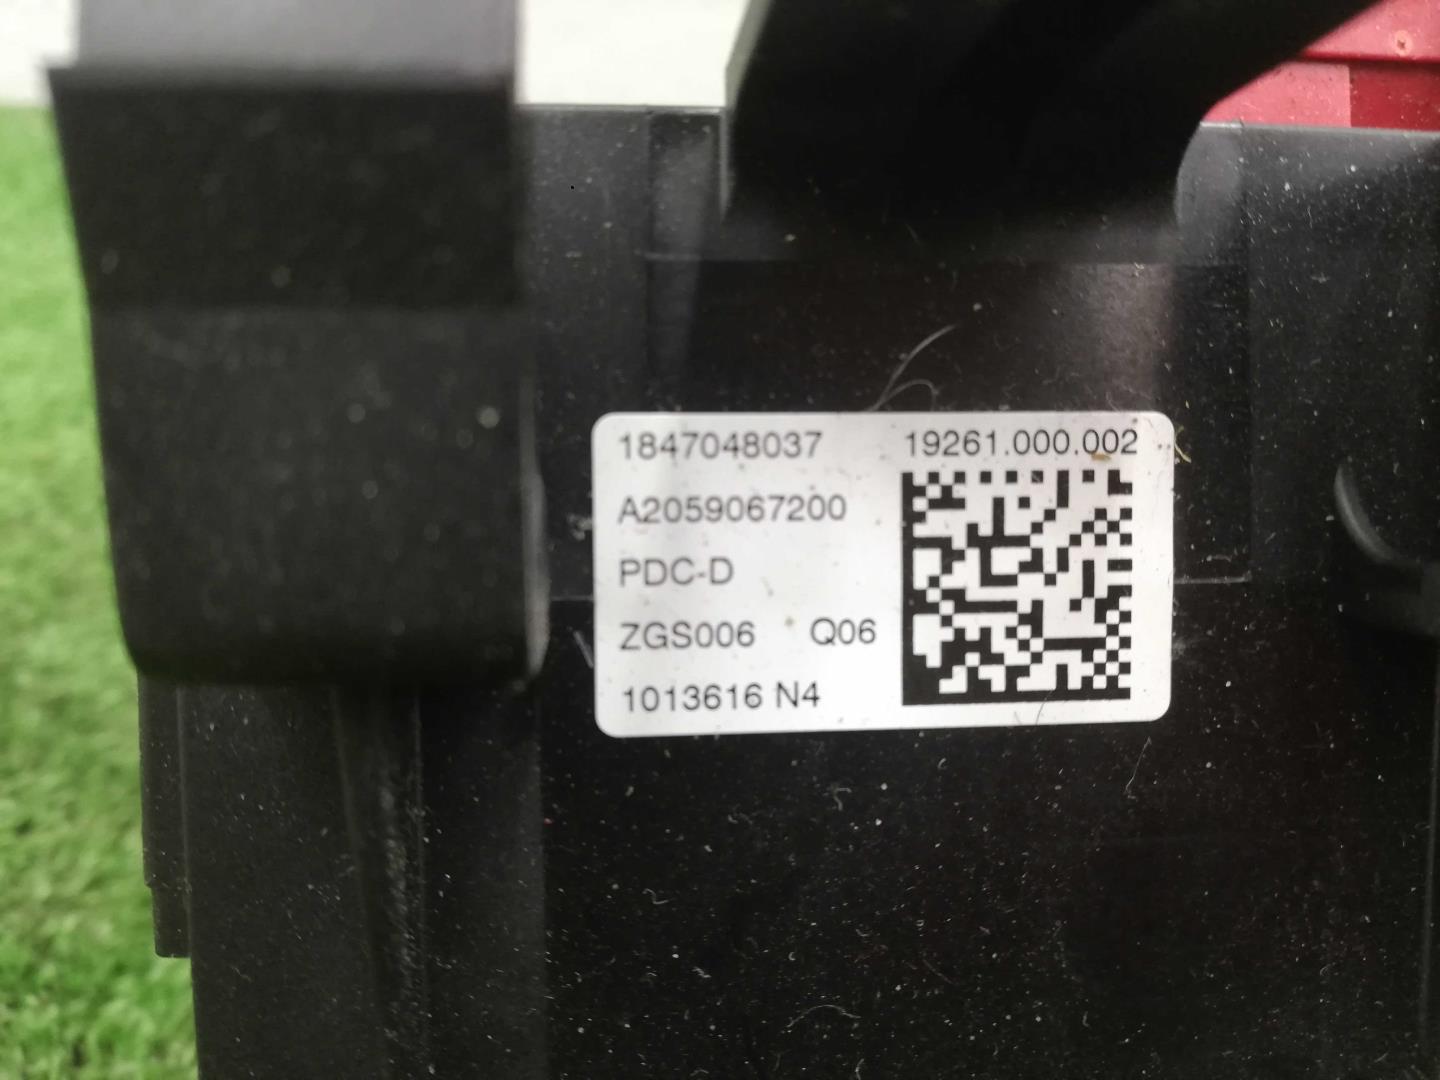 1847048037 19261.000.002
A2059067200
PDC-D
ZGS006 Q06
1013616 N4